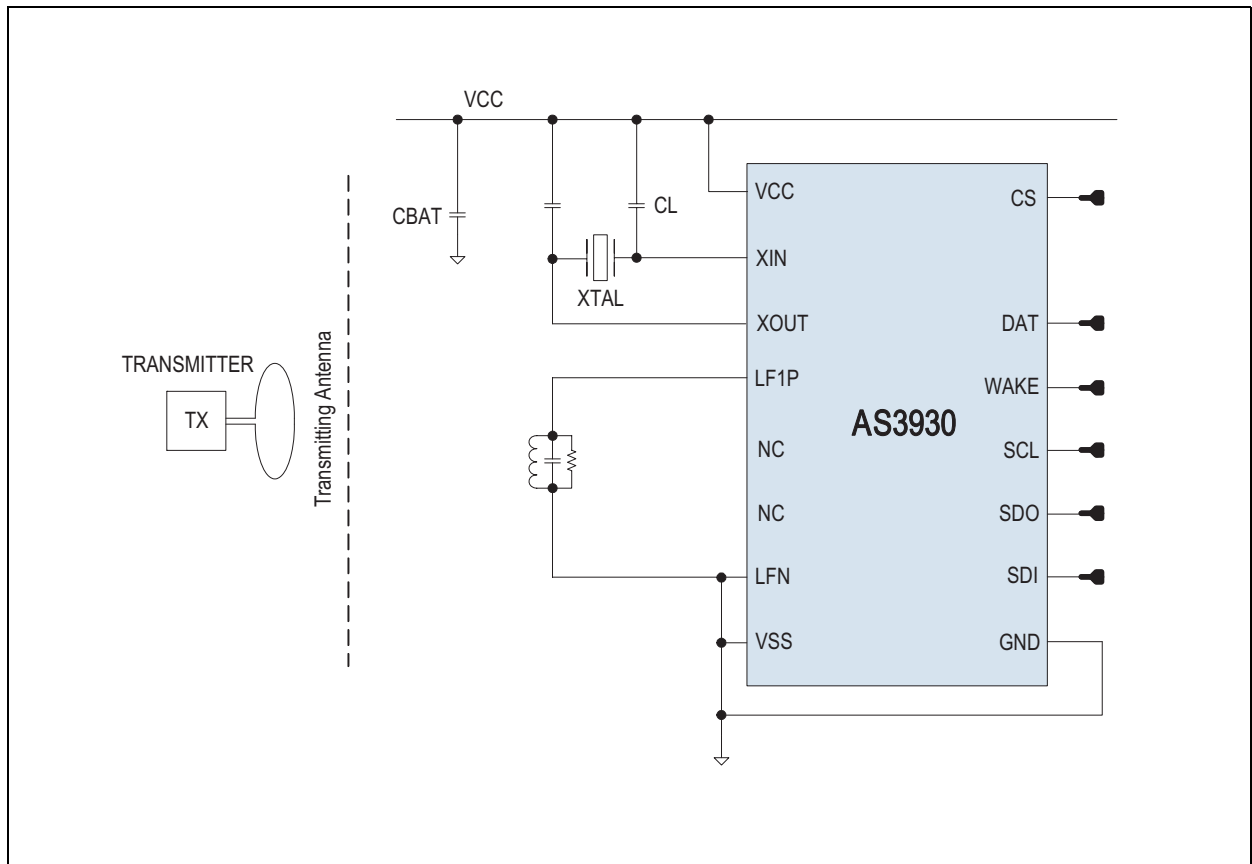 VCC
CBAT
CL
XTAL
TRANSMITTER
TX
Transmitting Antenna
VCC
XIN
XOUT
LF1P
NC
NC
LFN
VSS
AS3930
CS
DAT
WAKE
SCL
SDO
SDI
GND